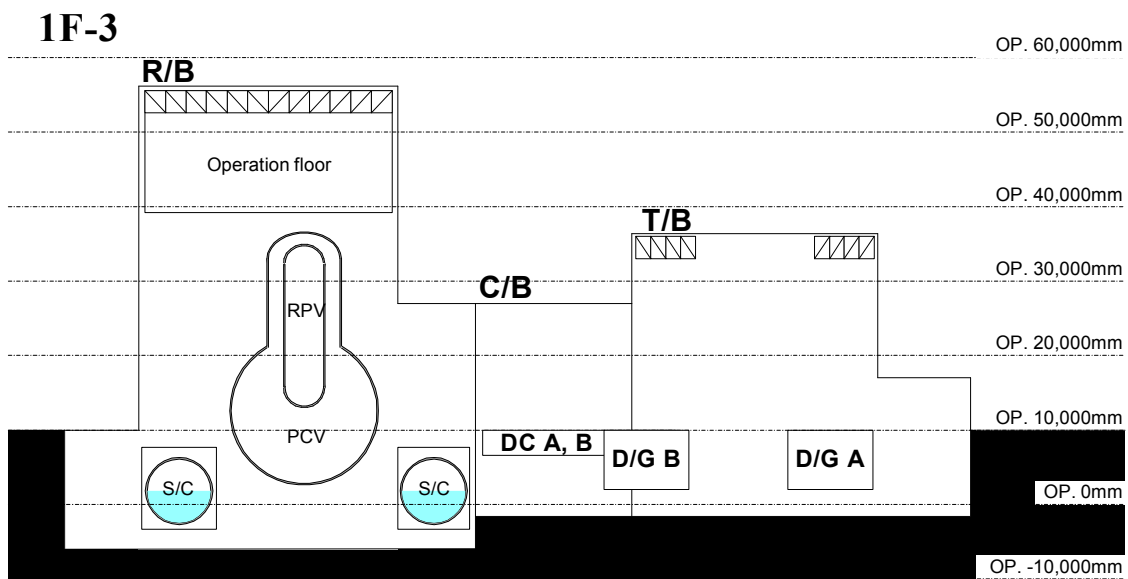 1F-3
OP. 60,000mm
R/B
OP. 50,000mm
Operation floor
OP. 40,000mm
T/B
OP. 30,000mm
C/B
RPV
OP. 20,000mm
OP. 10,000mm
PCV
DC A, B
D/G B
D/G A
S/C
S/C
OP. 0mm
OP. -10,000mm